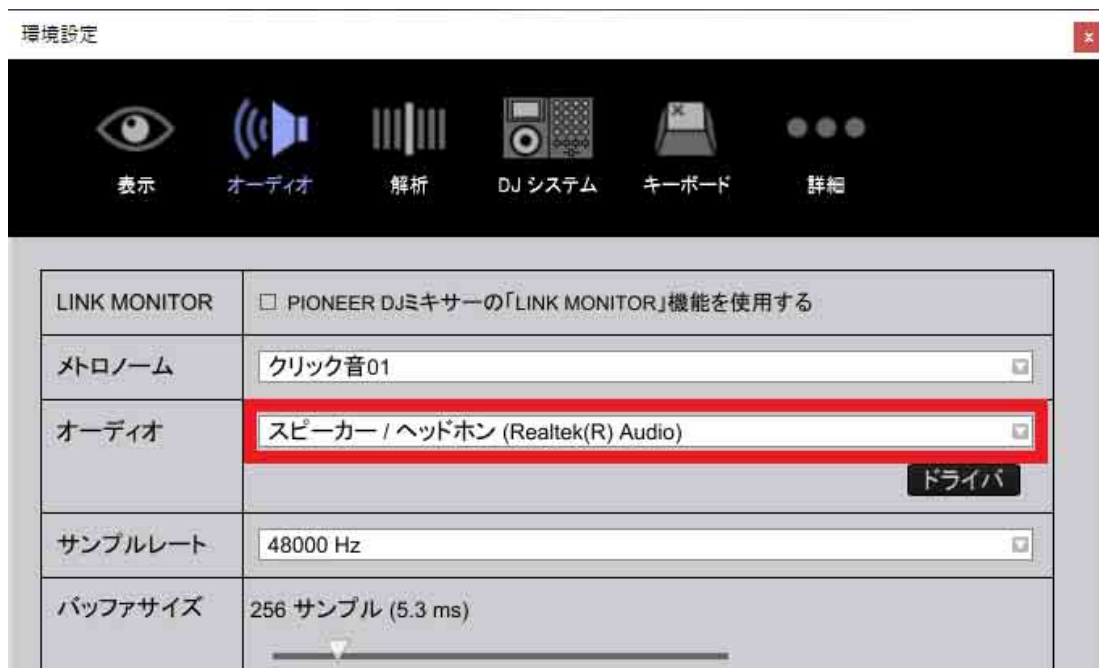 環境設定
表示
オーディオ
解析
DJ システム
キーボード
詳細
LINK MONITOR
□ PIONEER DJミキサーの「LINK MONITOR」機能を使用する
メトロノーム
クリック音01
オーディオ
スピーカー / ヘッドホン (Realtek(R) Audio)
ドライバ
サンプルレート
48000 Hz
バッファサイズ
256 サンプル (5.3 ms)